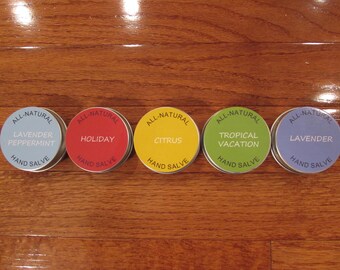 ALL-NATURAL
LAVENDER
PEPPERMINT
HAND SALVE
ALL-NATURAL
HOLIDAY
HAND SALVE
ALL-NATURAL
CITRUS
HAND SALVE
ALL-NATURAL
TROPICAL
VACATION
HAND SALVE
ALL-NATURAL
LAVENDER
HAND SALVE